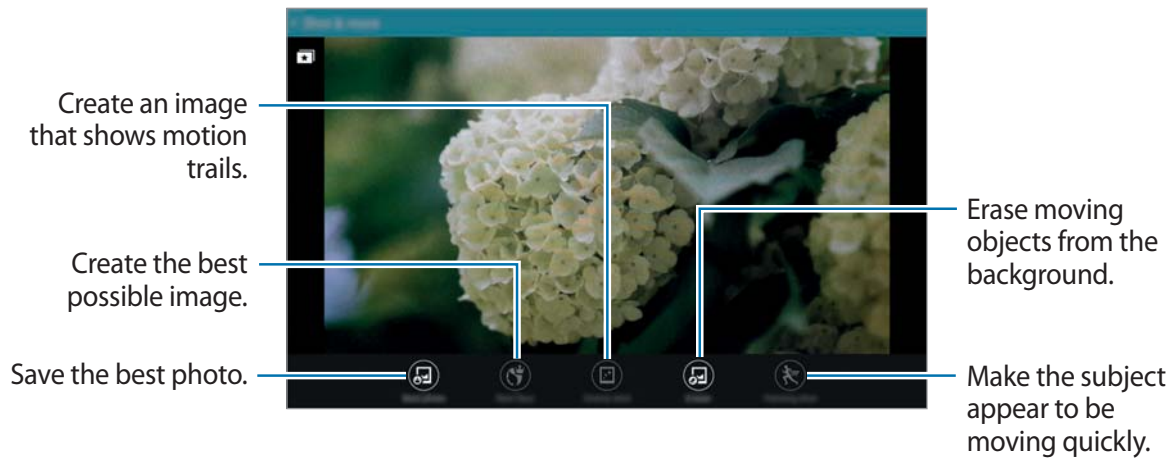 Create an image
that shows motion
trails.
Create the best
possible image.
Save the best photo.
Erase moving
objects from the
background.
Make the subject
appear to be
moving quickly.